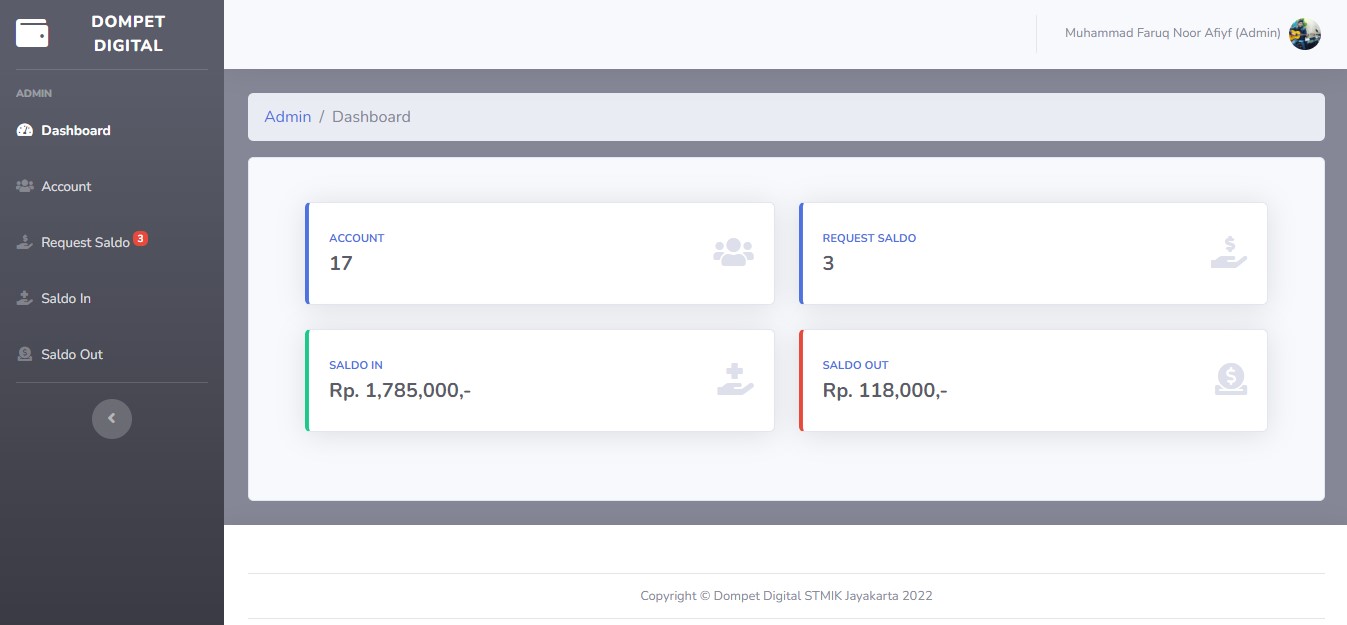 DOMPET
DIGITAL
Muhammad Faruq Noor Afiyf (Admin)
ADMIN
Dashboard
Account
Request Saldo 3
Saldo In
Saldo Out
Admin / Dashboard
ACCOUNT
17
REQUEST SALDO
3
SALDO IN
Rp. 1,785,000,-
SALDO OUT
Rp. 118,000,-
Copyright © Dompet Digital STMIK Jayakarta 2022